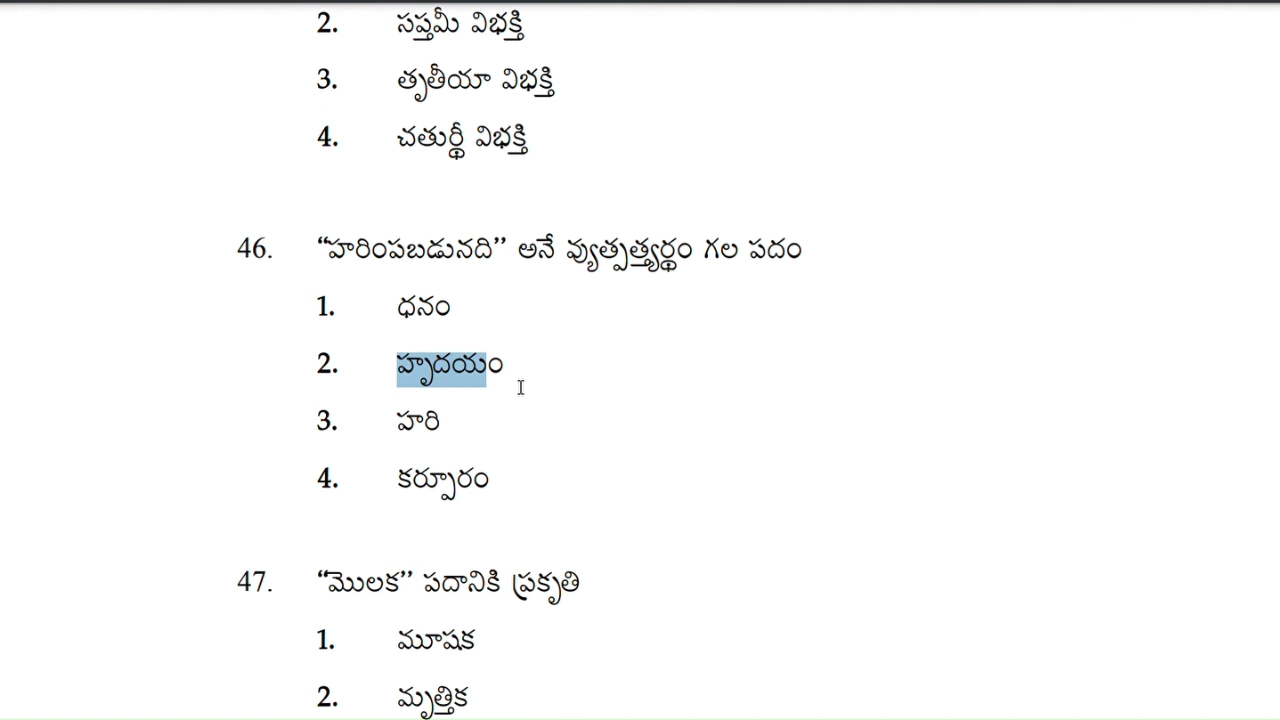 2. సప్తమీ విభక్తి
3. తృతీయా విభక్తి
4. చతుర్థీ విభక్తి
46. “హరింపబడునది” అనే వ్యుత్పత్త్యర్థం గల పదం
1. ధనం
2. హృదయం
3. హరి
4. కర్పూరం
47. “మొలక” పదానికి ప్రకృతి
1. మూషక
2. మృత్తిక